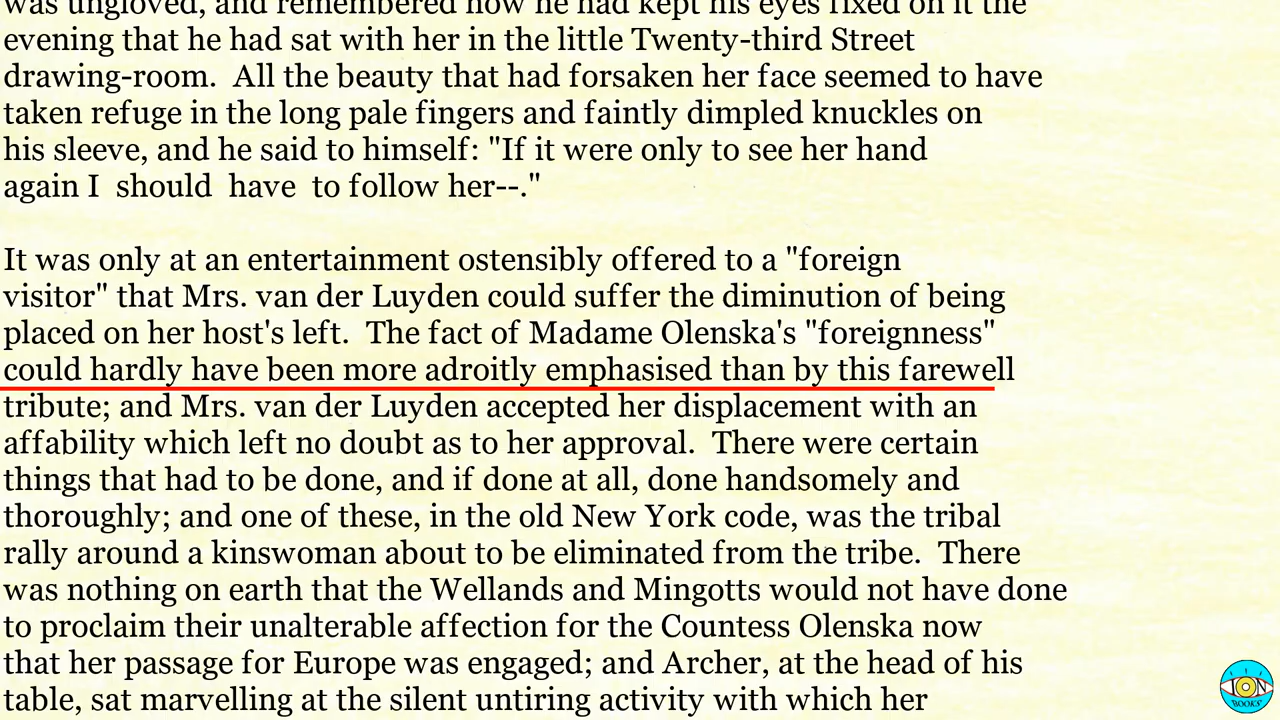 was ungloved, and remembered how he had kept his eyes fixed on it the
evening that he had sat with her in the little Twenty-third Street
drawing-room.  All the beauty that had forsaken her face seemed to have
taken refuge in the long pale fingers and faintly dimpled knuckles on
his sleeve, and he said to himself: "If it were only to see her hand
again I  should  have  to follow her--."
It was only at an entertainment ostensibly offered to a "foreign
visitor" that Mrs. van der Luyden could suffer the diminution of being
placed on her host's left.  The fact of Madame Olenska's "foreignness"
could hardly have been more adroitly emphasised than by this farewell
tribute; and Mrs. van der Luyden accepted her displacement with an
affability which left no doubt as to her approval.  There were certain
things that had to be done, and if done at all, done handsomely and
thoroughly; and one of these, in the old New York code, was the tribal
rally around a kinswoman about to be eliminated from the tribe.  There
was nothing on earth that the Wellands and Mingotts would not have done
to proclaim their unalterable affection for the Countess Olenska now
that her passage for Europe was engaged; and Archer, at the head of his
table, sat marvelling at the silent untiring activity with which her
ION
BOOKS